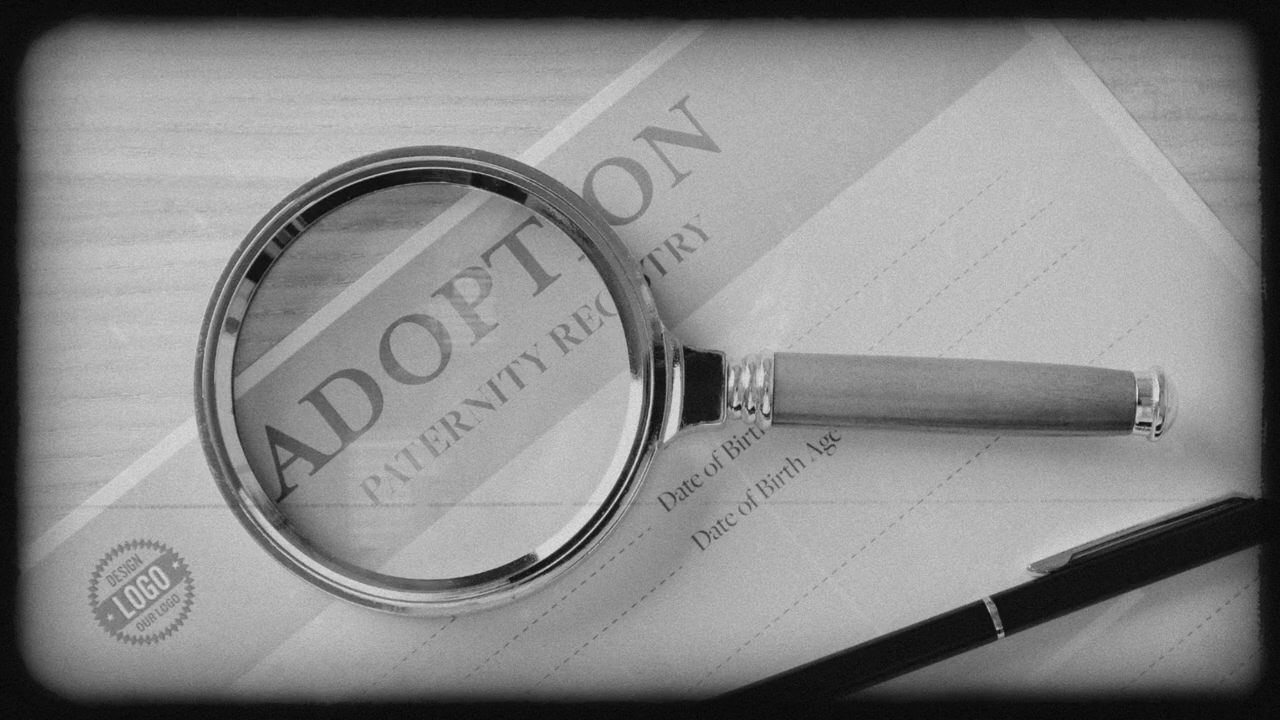 ADOPTION
PATERNITY REGISTRY
Date of Birth
Date of Birth Age
DESIGN
LOGO
OUR LOGO